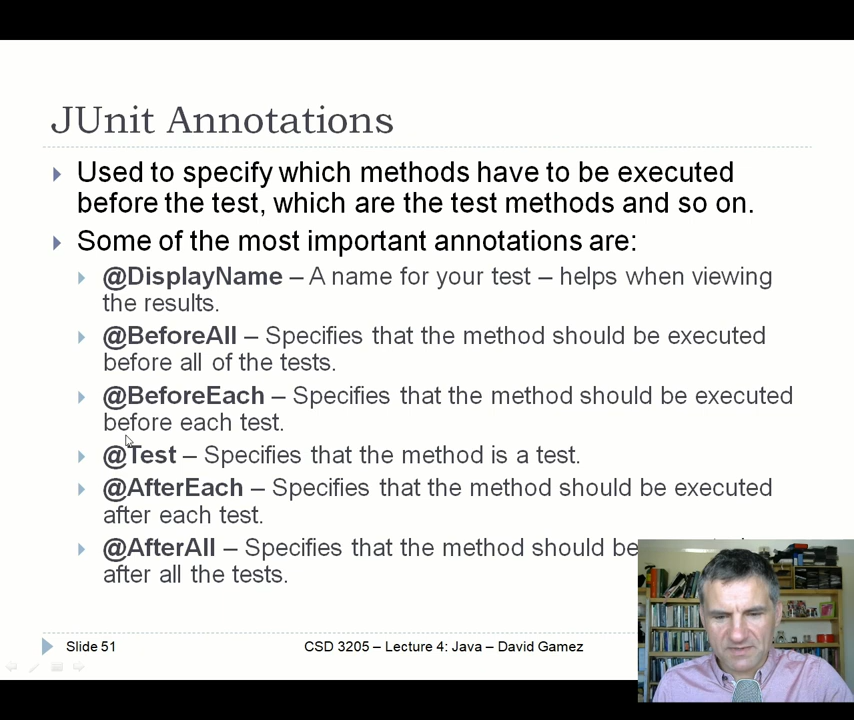 JUnit Annotations
Used to specify which methods have to be executed
before the test, which are the test methods and so on.
Some of the most important annotations are:
@DisplayName – A name for your test – helps when viewing
the results.
@BeforeAll – Specifies that the method should be executed
before all of the tests.
@BeforeEach – Specifies that the method should be executed
before each test.
@Test – Specifies that the method is a test.
@AfterEach – Specifies that the method should be executed
after each test.
@AfterAll – Specifies that the method should be
after all the tests.
Slide 51
CSD 3205 – Lecture 4: Java – David Gamez